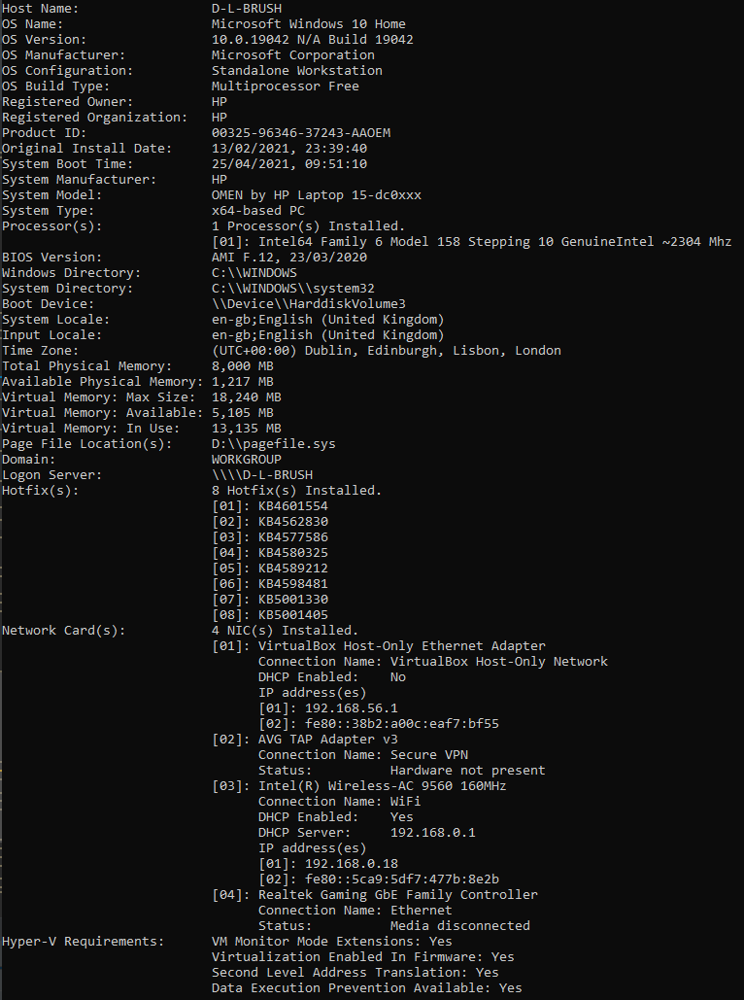 Host Name: D-L-BRUSH
OS Name: Microsoft Windows 10 Home
OS Version: 10.0.19042 N/A Build 19042
OS Manufacturer: Microsoft Corporation
OS Configuration: Standalone Workstation
OS Build Type: Multiprocessor Free
Registered Owner: HP
Registered Organization: HP
Product ID: 00325-96346-37243-AAOEM
Original Install Date: 13/02/2021, 23:39:40
System Boot Time: 25/04/2021, 09:51:10
System Manufacturer: HP
System Model: OMEN by HP Laptop 15-dc0xxx
System Type: x64-based PC
Processor(s): 1 Processor(s) Installed.
[01]: Intel64 Family 6 Model 158 Stepping 10 GenuineIntel ~2304 Mhz
BIOS Version: AMI F.12, 23/03/2020
Windows Directory: C:\\WINDOWS
System Directory: C:\\WINDOWS\\system32
Boot Device: \\Device\\HarddiskVolume3
System Locale: en-gb;English (United Kingdom)
Input Locale: en-gb;English (United Kingdom)
Time Zone: (UTC+00:00) Dublin, Edinburgh, Lisbon, London
Total Physical Memory: 8,000 MB
Available Physical Memory: 1,217 MB
Virtual Memory: Max Size: 18,240 MB
Virtual Memory: Available: 5,105 MB
Virtual Memory: In Use: 13,135 MB
Page File Location(s): D:\\pagefile.sys
Domain: WORKGROUP
Logon Server: \\\\D-L-BRUSH
Hotfix(s): 8 Hotfix(s) Installed.
[01]: KB4601554
[02]: KB4562830
[03]: KB4577586
[04]: KB4580325
[05]: KB4589212
[06]: KB4598481
[07]: KB5001330
[08]: KB5001405
Network Card(s): 4 NIC(s) Installed.
[01]: VirtualBox Host-Only Ethernet Adapter
Connection Name: VirtualBox Host-Only Network
DHCP Enabled: No
IP address(es)
[01]: 192.168.56.1
[02]: fe80::38b2:a00c:eaf7:bf55
[02]: AVG TAP Adapter v3
Connection Name: Secure VPN
Status: Hardware not present
[03]: Intel(R) Wireless-AC 9560 160MHz
Connection Name: WiFi
DHCP Enabled: Yes
DHCP Server: 192.168.0.1
IP address(es)
[01]: 192.168.0.18
[02]: fe80::5ca9:5df7:477b:8e2b
[04]: Realtek Gaming GbE Family Controller
Connection Name: Ethernet
Status: Media disconnected
Hyper-V Requirements: VM Monitor Mode Extensions: Yes
Virtualization Enabled In Firmware: Yes
Second Level Address Translation: Yes
Data Execution Prevention Available: Yes